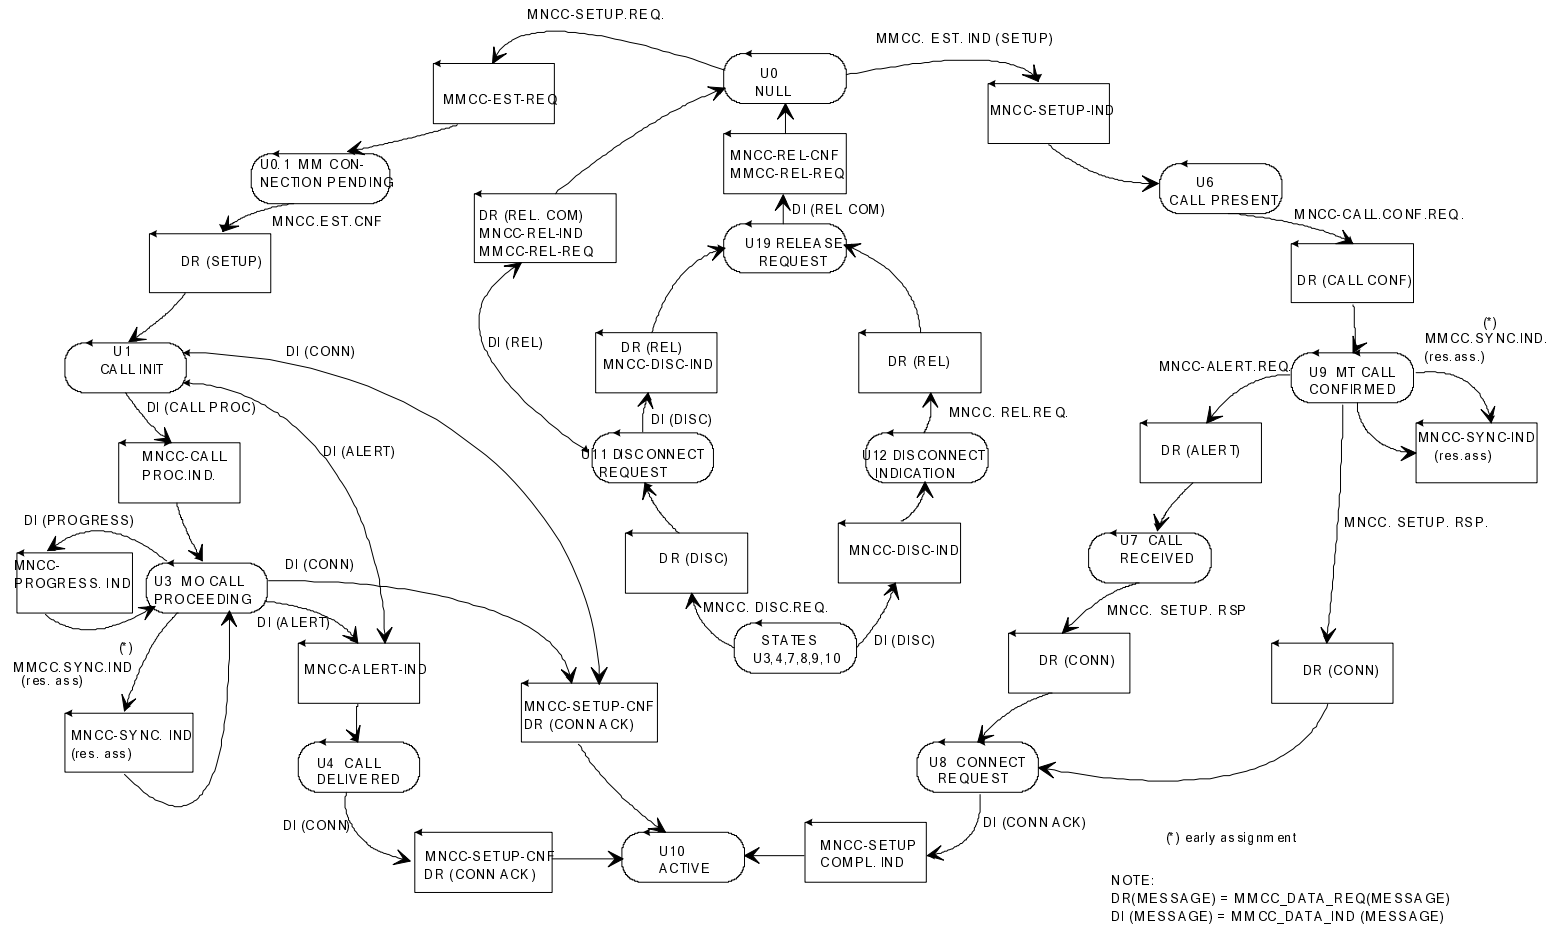 MNCC-SETUP.REQ.
MMCC. EST. IND (SETUP)
U0
NULL
MMCC-EST-REQ
MNCC-SETUP-IND
MNCC-REL-CNF
MMCC-REL-REQ
U0.1 MM CON-
NECTION PENDING
U6
CALL PRESENT
MNCC.EST.CNF
DR (REL. COM)
MNCC-REL-IND
MMCC-REL-REQ
DI (REL COM)
MNCC-CALL.CONF.REQ.
DR (SETUP)
U19 RELEASE
REQUEST
DR (CALL CONF)
U1
CALL INIT
DI (CONN)
DI (REL)
DR (REL)
MNCC-DISC-IND
DR (REL)
(*)
MMCC.SYNC.IND.
(res.ass.)
MNCC-ALERT.REQ.
U9 MT CALL
CONFIRMED
DI (CALL PROC)
DI (DISC)
MNCC. REL.REQ.
MNCC-CALL
PROC.IND.
DI (ALERT)
U11 DISCONNECT
REQUEST
U12 DISCONNECT
INDICATION
DR (ALERT)
MNCC-SYNC-IND
(res.ass)
DI (PROGRESS)
MNCC. SETUP. RSP.
MNCC-
PROGRESS. IND
U3 MO CALL
PROCEEDING
DI (CONN)
DR (DISC)
MNCC-DISC-IND
U7 CALL
RECEIVED
DI (ALERT)
MNCC. DISC.REQ.
MNCC. SETUP. RSP
(*)
MMCC.SYNC.IND
(res. ass)
MNCC-ALERT-IND
STATES
U3,4,7,8,9,10
DI (DISC)
DR (CONN)
DR (CONN)
MNCC-SYNC. IND
(res. ass)
MNCC-SETUP-CNF
DR (CONN ACK)
U4 CALL
DELIVERED
U8 CONNECT
REQUEST
DI (CONN)
DI (CONN ACK)
MNCC-SETUP-CNF
DR (CONN ACK)
U10
ACTIVE
MNCC-SETUP
COMPL. IND
(*) early assignment
NOTE:
DR(MESSAGE) = MMCC_DATA_REQ(MESSAGE)
DI (MESSAGE) = MMCC_DATA_IND (MESSAGE)